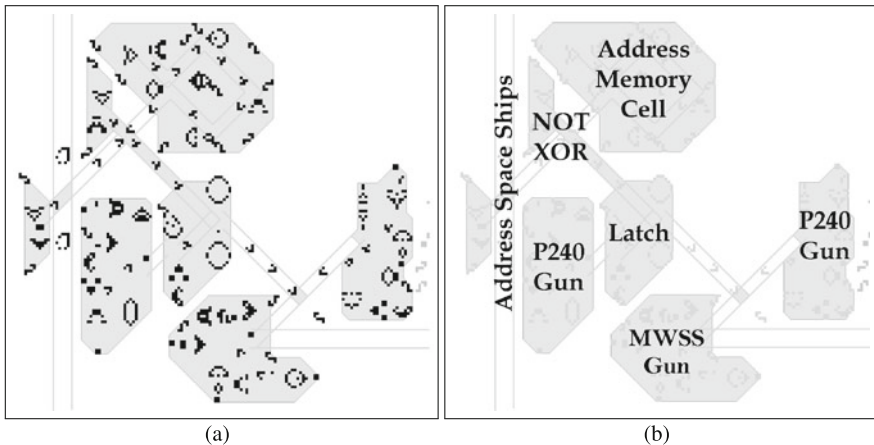 Address
Memory
Cell
NOT
XOR
Address Space Ships
P240
Gun
Latch
P240
Gun
MWSS
Gun
(a)
(b)